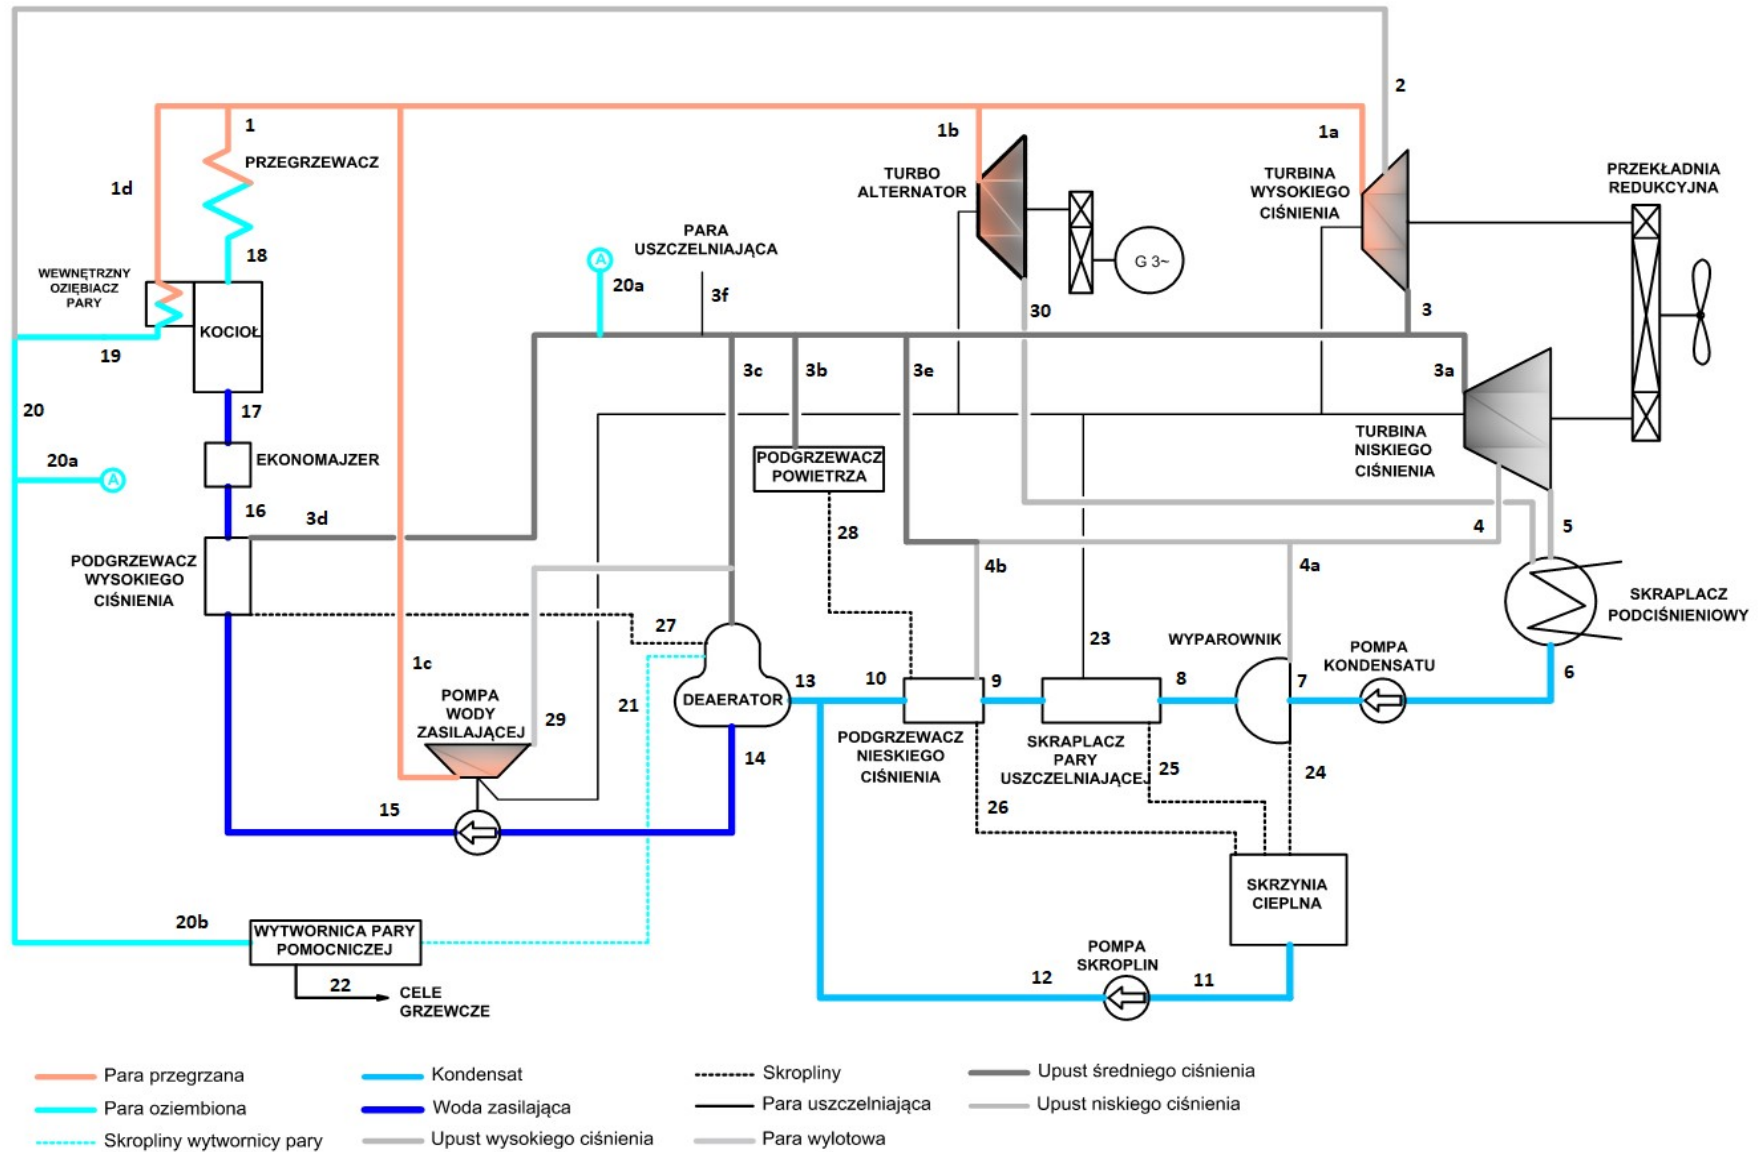 2
1
1b
1a
PRZEGRZEWACZ
1d
TURBO
ALTERNATOR
TURBINA
WYSOKIEGO
CIŚNIENIA
PRZEKŁADNIA
REDUKCYJNA
PARA
USZCZELNIAJĄCA
18
WEWNĘTRZNY
OZIĘBIACZ
PARY
A
20a
3f
G 3~
30
3
KOCIOŁ
19
3c
3b
3e
3a
20
17
TURBINA
NISKIEGO
CIŚNIENIA
EKONOMAJZER
20a
A
PODGRZEWACZ
POWIETRZA
16
3d
28
4
5
PODGRZEWACZ
WYSOKIEGO
CIŚNIENIA
4b
4a
SKRAPLACZ
PODCIŚNIENIOWY
27
23
WYPAROWNIK
POMPA
KONDENSATU
1c
13
10
9
8
7
6
POMPA
WODY
ZASILAJĄCEJ
29
21
DEAERATOR
PODGRZEWACZ
NIESKIEGO
CIŚNIENIA
SKRAPLACZ
PARY
USZCZELNIAJĄCEJ
14
25
24
15
26
SKRZYNIA
CIEPLNA
20b
WYTWORNICA PARY
POMOCNICZEJ
POMPA
SKROPLIN
22
CELE
GRZEWCZE
12
11
Para przegrzana
Kondensat
Skropliny
Upust średniego ciśnienia
Para oziembiona
Woda zasilająca
Para uszczelniająca
Upust niskiego ciśnienia
Skropliny wytwornicy pary
Upust wysokiego ciśnienia
Para wylotowa